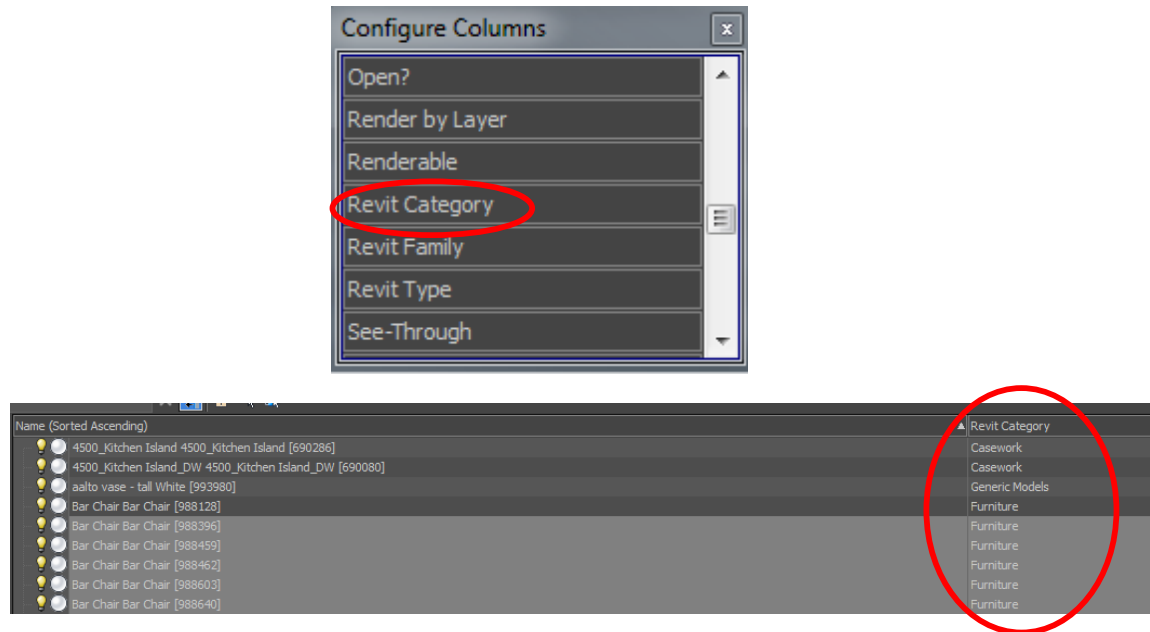 Configure Columns
x
Open?
Render by Layer
Renderable
Revit Category
Revit Family
Revit Type
See-Through
Name (Sorted Ascending) Revit Category
4500_Kitchen Island 4500_Kitchen Island [690286] Casework
4500_Kitchen Island_DW 4500_Kitchen Island_DW [690080] Casework
aalto vase - tall White [993980] Generic Models
Bar Chair Bar Chair [988128] Furniture
Bar Chair Bar Chair [988396] Furniture
Bar Chair Bar Chair [988459] Furniture
Bar Chair Bar Chair [988462] Furniture
Bar Chair Bar Chair [988603] Furniture
Bar Chair Bar Chair [988640] Furniture